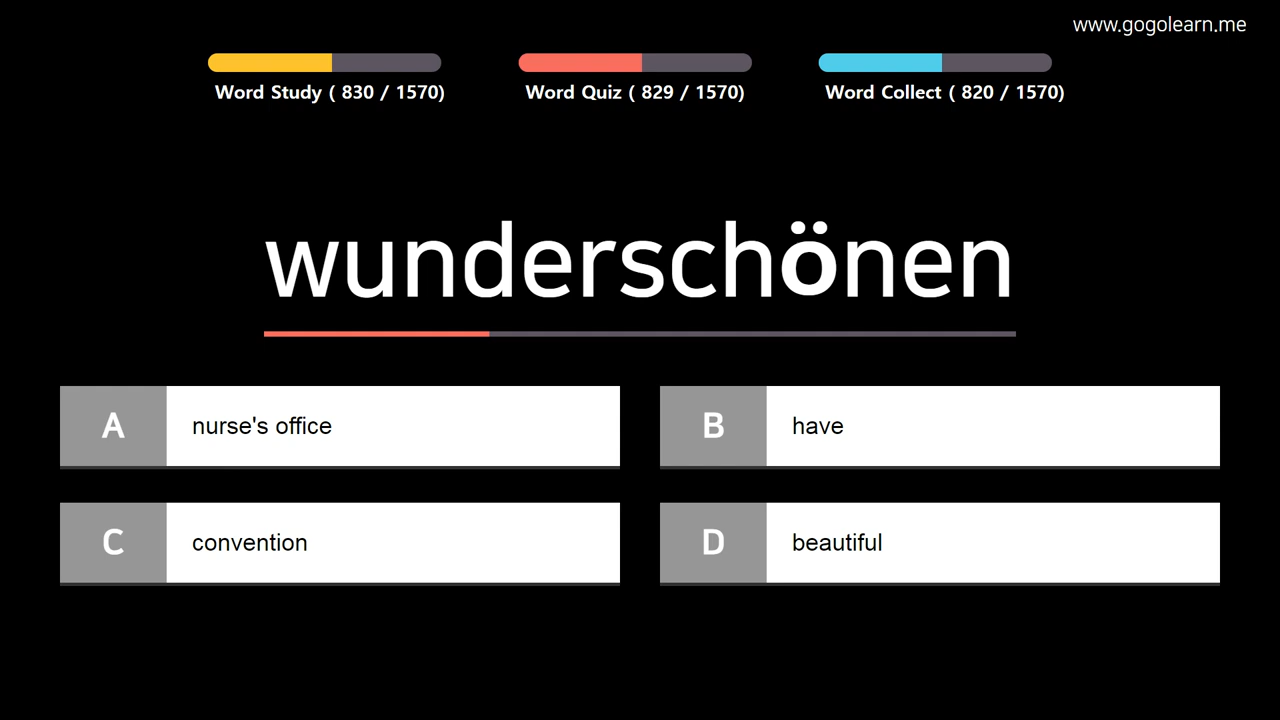 www.gogolearn.me
Word Study ( 830 / 1570)
Word Quiz ( 829 / 1570)
Word Collect ( 820 / 1570)
wunderschönen
A nurse's office
B have
C convention
D beautiful